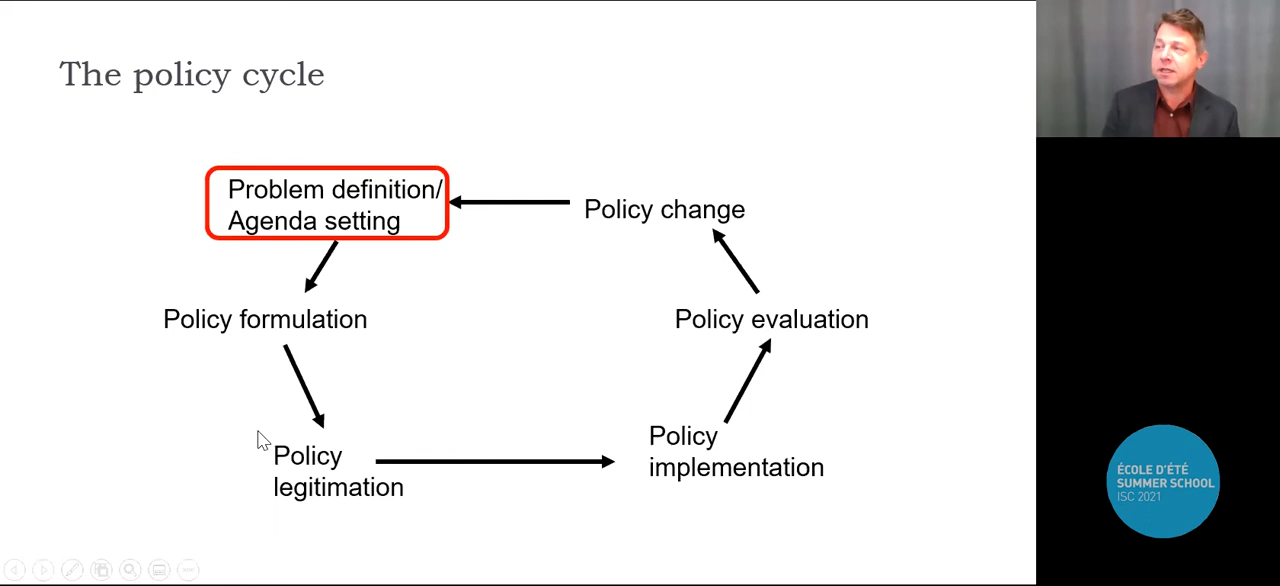 The policy cycle
Problem definition/
Agenda setting
Policy change
Policy formulation
Policy evaluation
Policy
legitimation
Policy
implementation
ÉCOLE D'ÉTÉ
SUMMER SCHOOL
ISC 2021